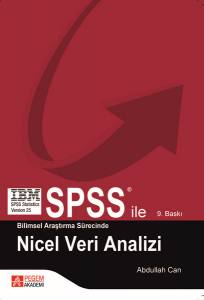 IBM
SPSS Statistics
Version 25
SPSS® ile
9. Baskı
Bilimsel Araştırma Sürecinde
Nicel Veri Analizi
Abdullah Can
PEGEM
AKADEMİ